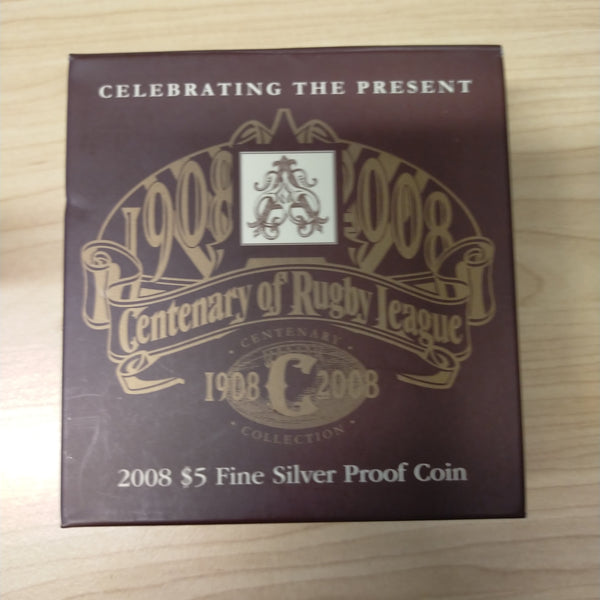 CELEBRATING THE PRESENT
1908 2008
Centenary of Rugby League
· CENTENARY ·
1908 C 2008
· COLLECTION ·
2008 $5 Fine Silver Proof Coin